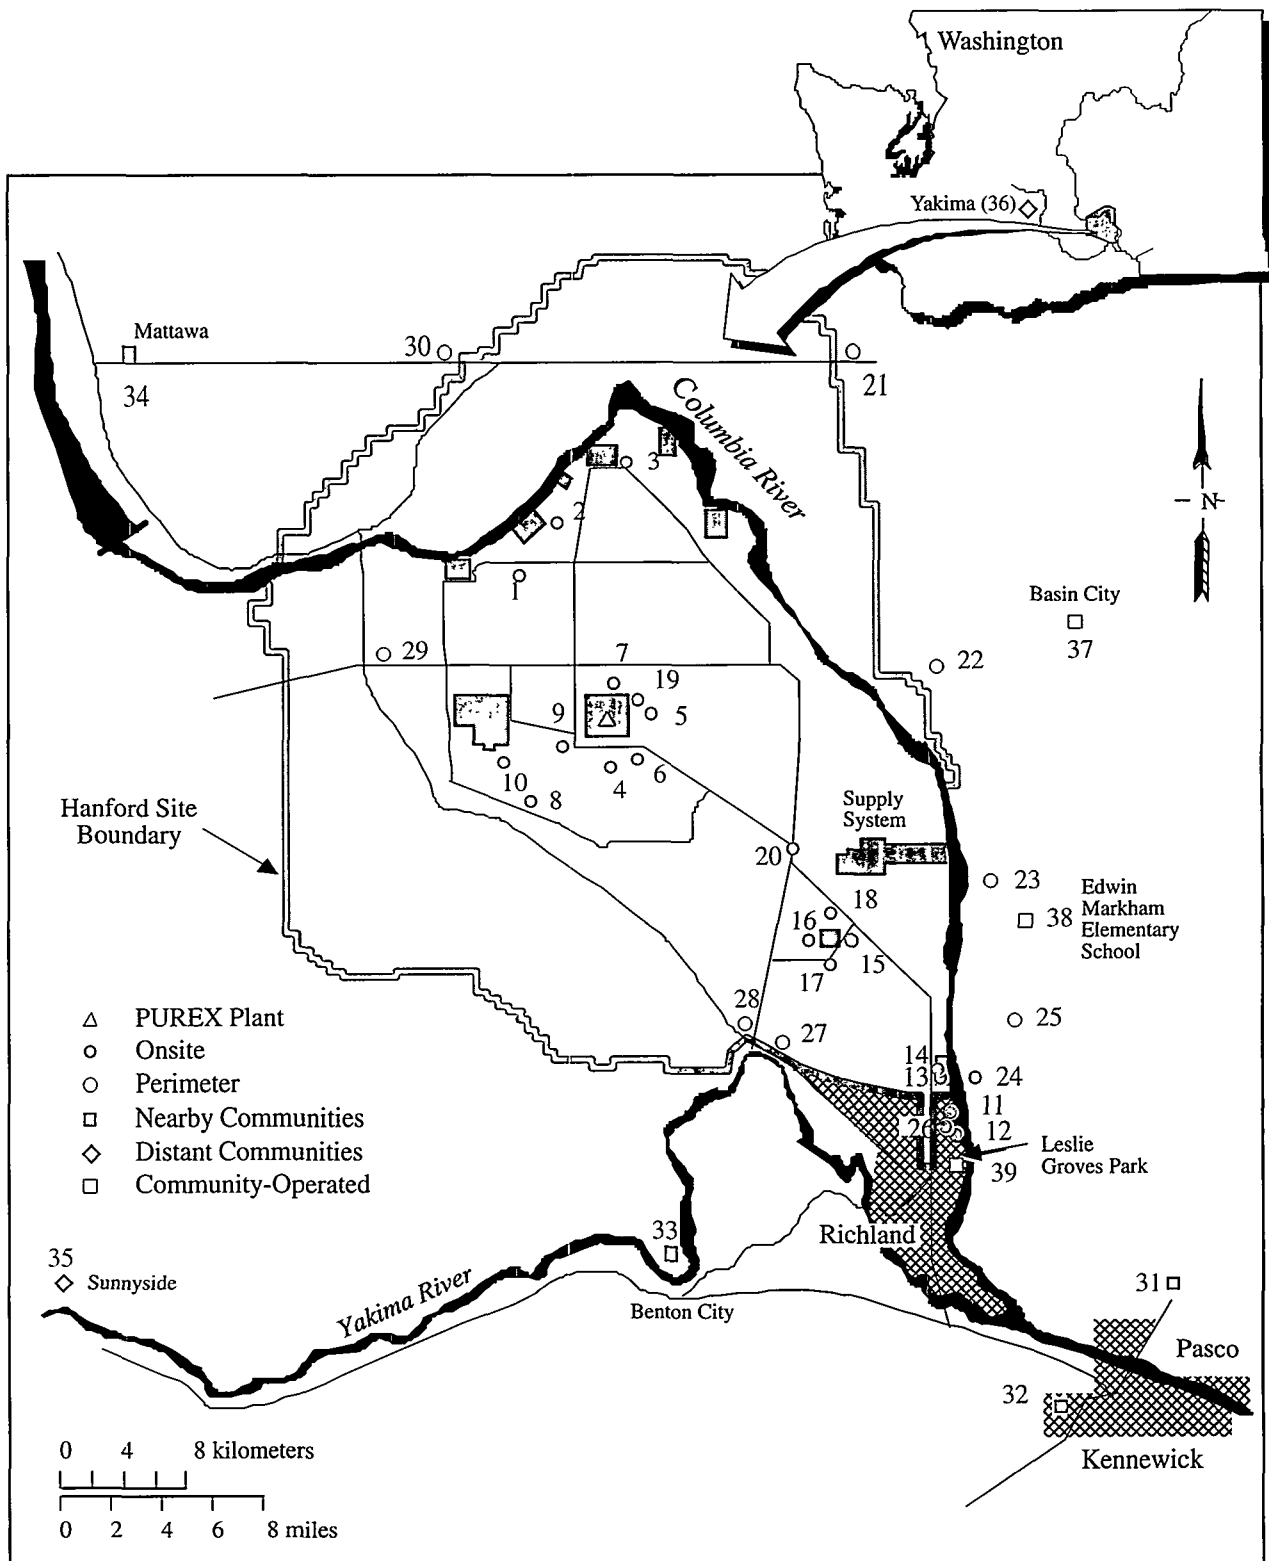 Washington
Yakima (36)
Mattawa
34
30
21
Columbia River
3
2
1
N
Basin City
37
29
7
22
19
9
5
10
4
6
8
Hanford Site
Boundary
Supply
System
20
18
23
Edwin
Markham
Elementary
School
38
16
15
17
28
27
25
PUREX Plant
Onsite
Perimeter
Nearby Communities
Distant Communities
Community-Operated
14
13
24
11
26
12
Leslie
Groves Park
39
Richland
33
35
Sunnyside
Yakima River
Benton City
31
Pasco
32
Kennewick
0 4 8 kilometers
0 2 4 6 8 miles